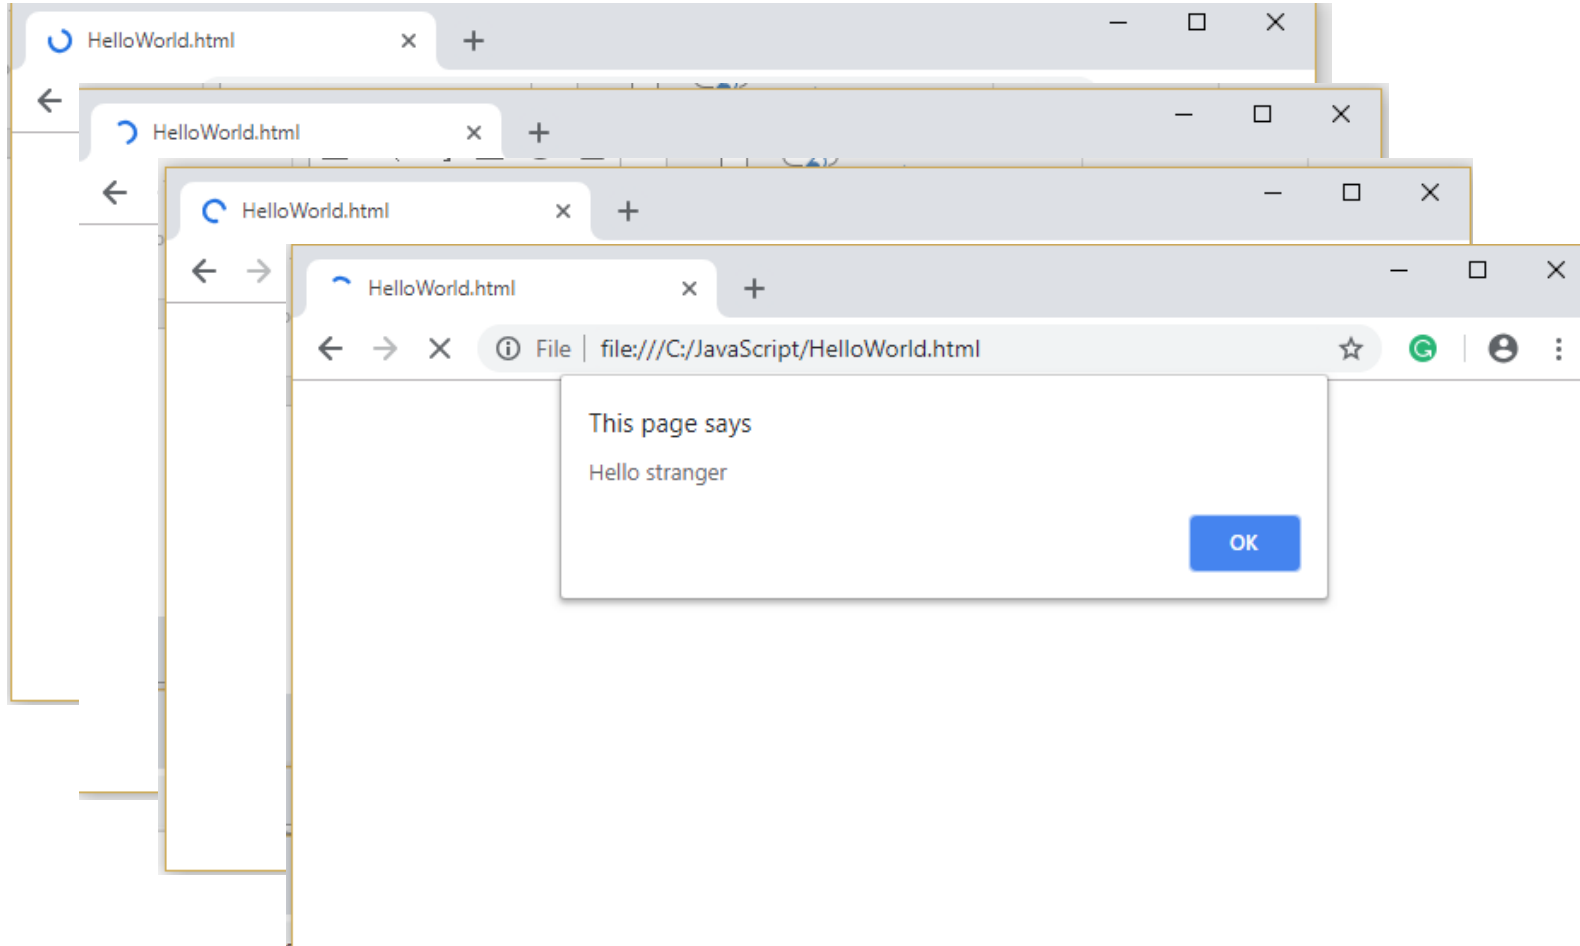 HelloWorld.html
HelloWorld.html
HelloWorld.html
HelloWorld.html
File file:///C:/JavaScript/HelloWorld.html
This page says
Hello stranger
OK